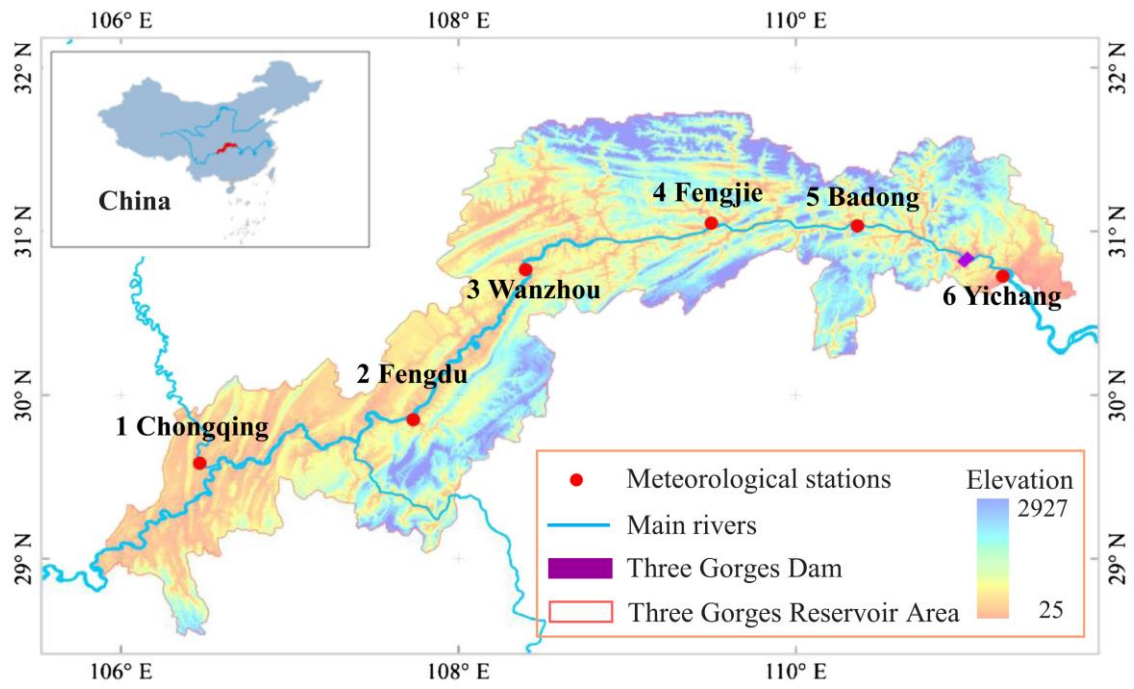 106° E
108° E
110° E
32° N
32° N
China
4 Fengjie
5 Badong
31° N
31° N
3 Wanzhou
6 Yichang
2 Fengdu
30° N
30° N
1 Chongqing
Meteorological stations
Elevation
2927
Main rivers
29° N
29° N
Three Gorges Dam
Three Gorges Reservoir Area
25
106° E
108° E
110° E